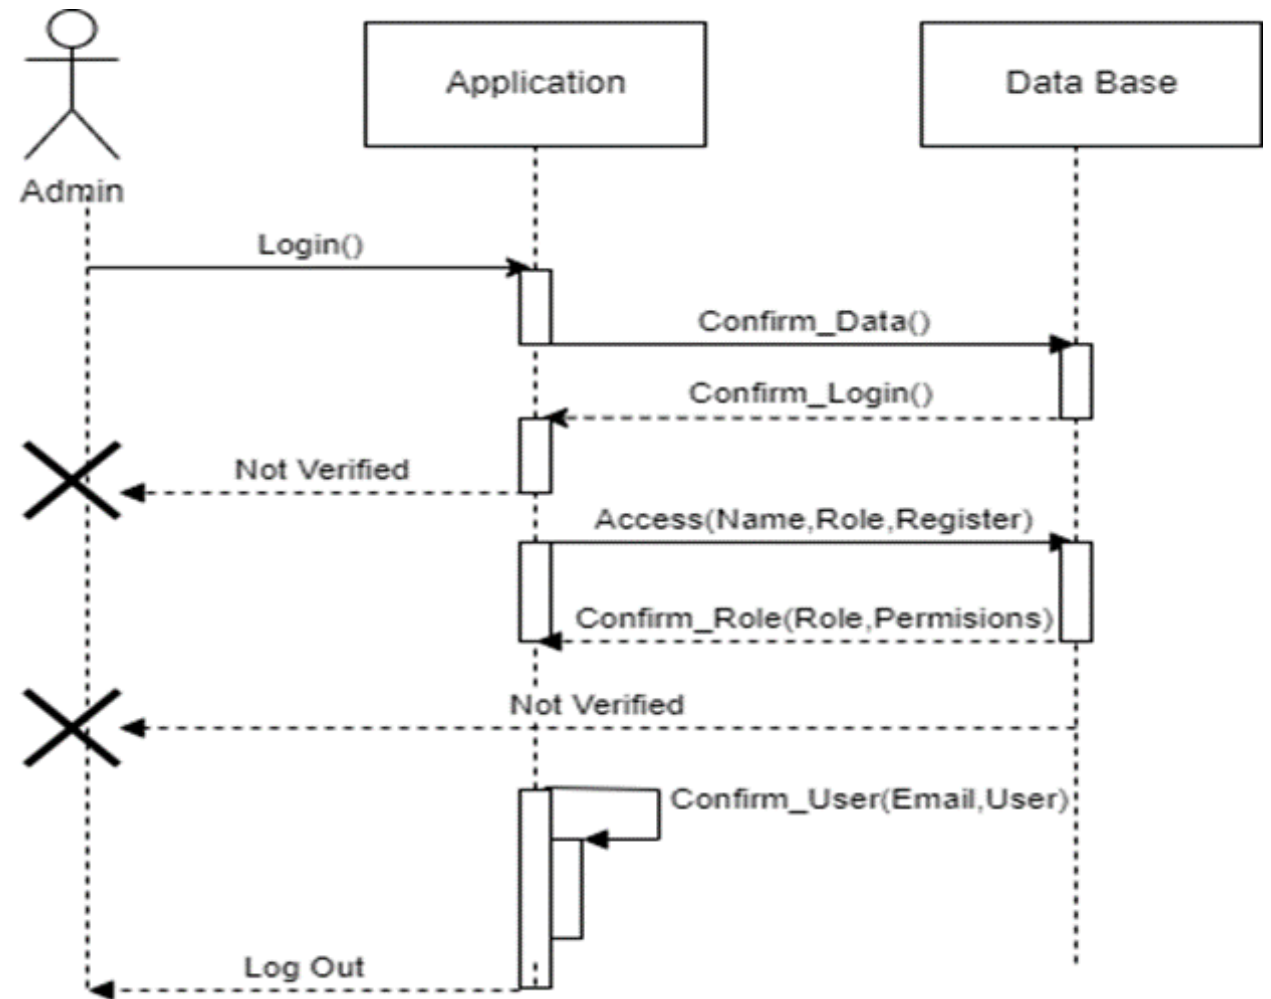 Application
Data Base
Admin
Login()
Confirm_Data()
Confirm_Login()
Not Verified
Access(Name,Role,Register)
Confirm_Role(Role,Permisions)
Not Verified
Confirm_User(Email,User)
Log Out